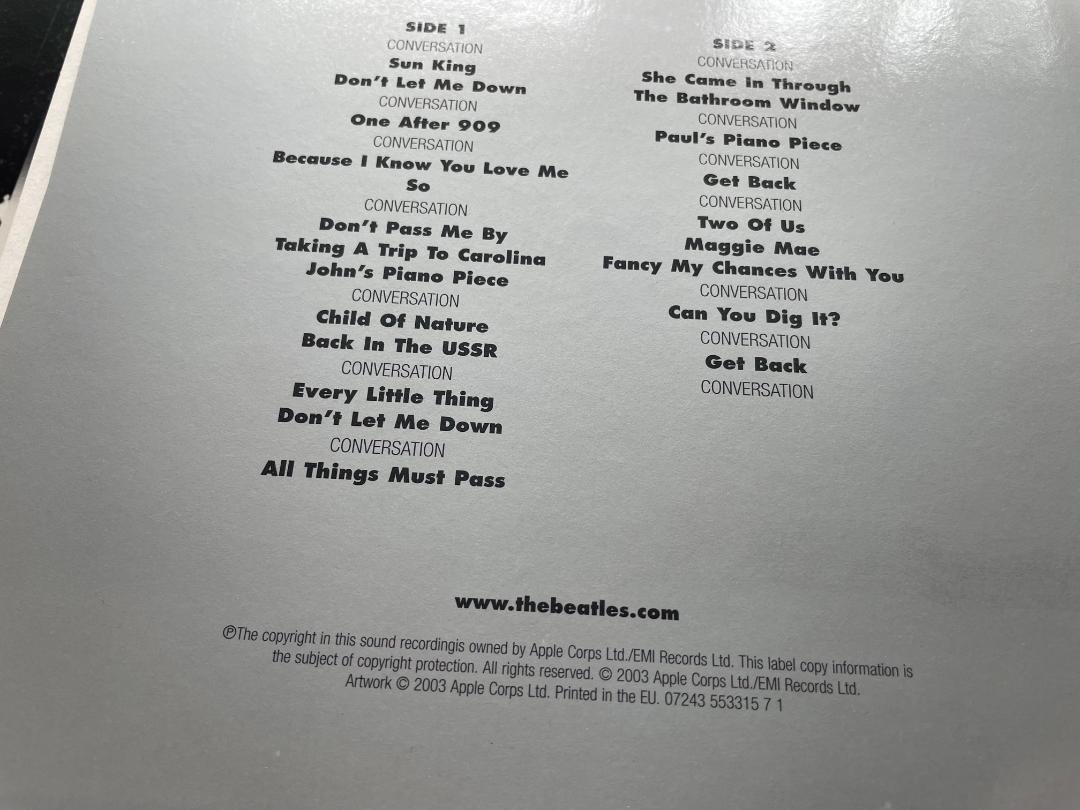 SIDE 1
CONVERSATION
Sun King
Don't Let Me Down
CONVERSATION
One After 909
CONVERSATION
Because I Know You Love Me
So
CONVERSATION
Don't Pass Me By
Taking A Trip To Carolina
John's Piano Piece
CONVERSATION
Child Of Nature
Back In The USSR
CONVERSATION
Every Little Thing
Don't Let Me Down
CONVERSATION
All Things Must Pass
SIDE 2
CONVERSATION
She Came In Through
The Bathroom Window
CONVERSATION
Paul's Piano Piece
CONVERSATION
Get Back
CONVERSATION
Two Of Us
Maggie Mae
Fancy My Chances With You
CONVERSATION
Can You Dig It?
CONVERSATION
Get Back
CONVERSATION
www.thebeatles.com
℗The copyright in this sound recordingis owned by Apple Corps Ltd./EMI Records Ltd. This label copy information is
the subject of copyright protection. All rights reserved. © 2003 Apple Corps Ltd./EMI Records Ltd.
Artwork © 2003 Apple Corps Ltd. Printed in the EU. 07243 553315 7 1